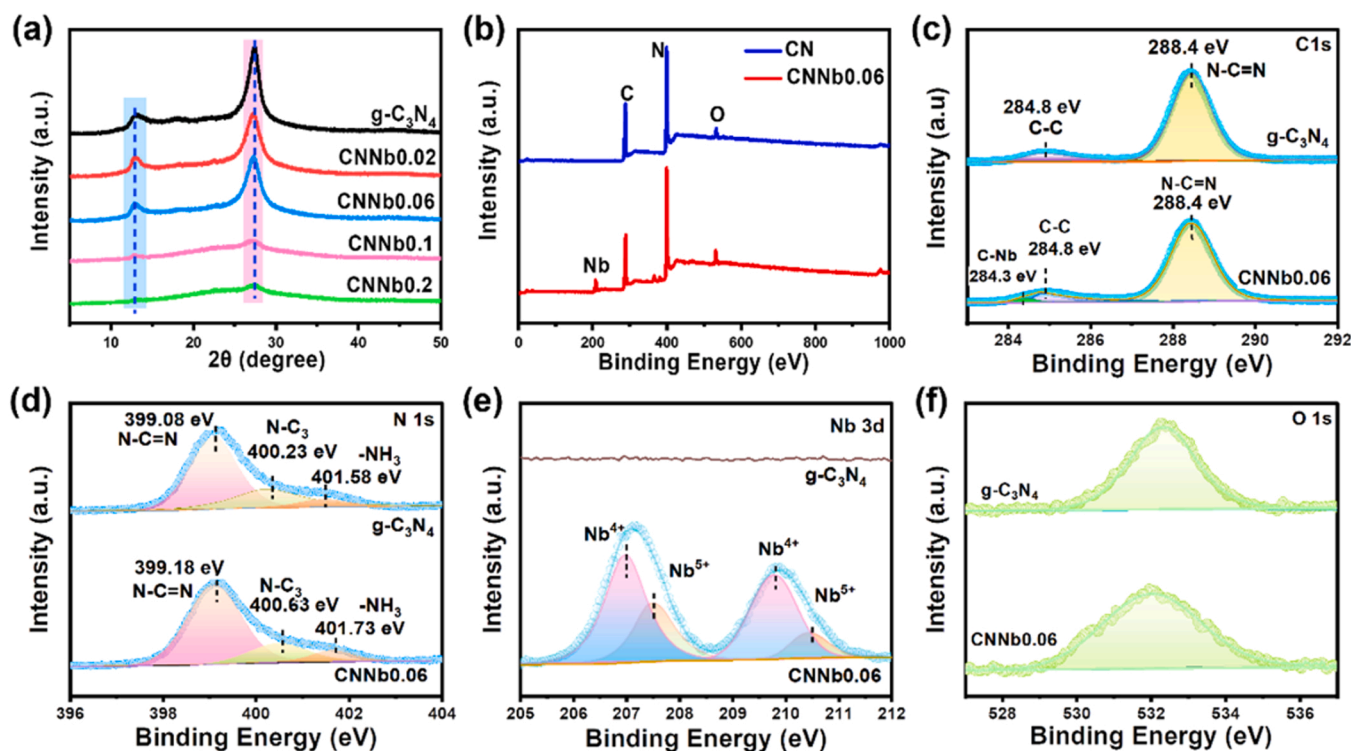 (a)
Intensity (a.u.)
g-C₃N₄
CNNb0.02
CNNb0.06
CNNb0.1
CNNb0.2
10 20 30 40 50
2θ (degree)
(b)
Intensity (a.u.)
N
CN
CNNb0.06
C
O
Nb
0 200 400 600 800 1000
Binding Energy (eV)
(c)
Intensity (a.u.)
C1s
288.4 eV
N-C=N
284.8 eV
C-C
g-C₃N₄
N-C=N
288.4 eV
C-C
284.8 eV
C-Nb
284.3 eV
CNNb0.06
284 286 288 290 292
Binding Energy (eV)
(d)
Intensity (a.u.)
N 1s
399.08 eV
N-C=N
N-C₃
400.23 eV
-NH₃
401.58 eV
g-C₃N₄
399.18 eV
N-C=N
N-C₃
400.63 eV
-NH₃
401.73 eV
CNNb0.06
396 398 400 402 404
Binding Energy (eV)
(e)
Intensity (a.u.)
Nb 3d
g-C₃N₄
Nb⁴⁺
Nb⁵⁺
Nb⁴⁺
Nb⁵⁺
CNNb0.06
205 206 207 208 209 210 211 212
Binding Energy (eV)
(f)
Intensity (a.u.)
O 1s
g-C₃N₄
CNNb0.06
528 530 532 534 536
Binding Energy (eV)